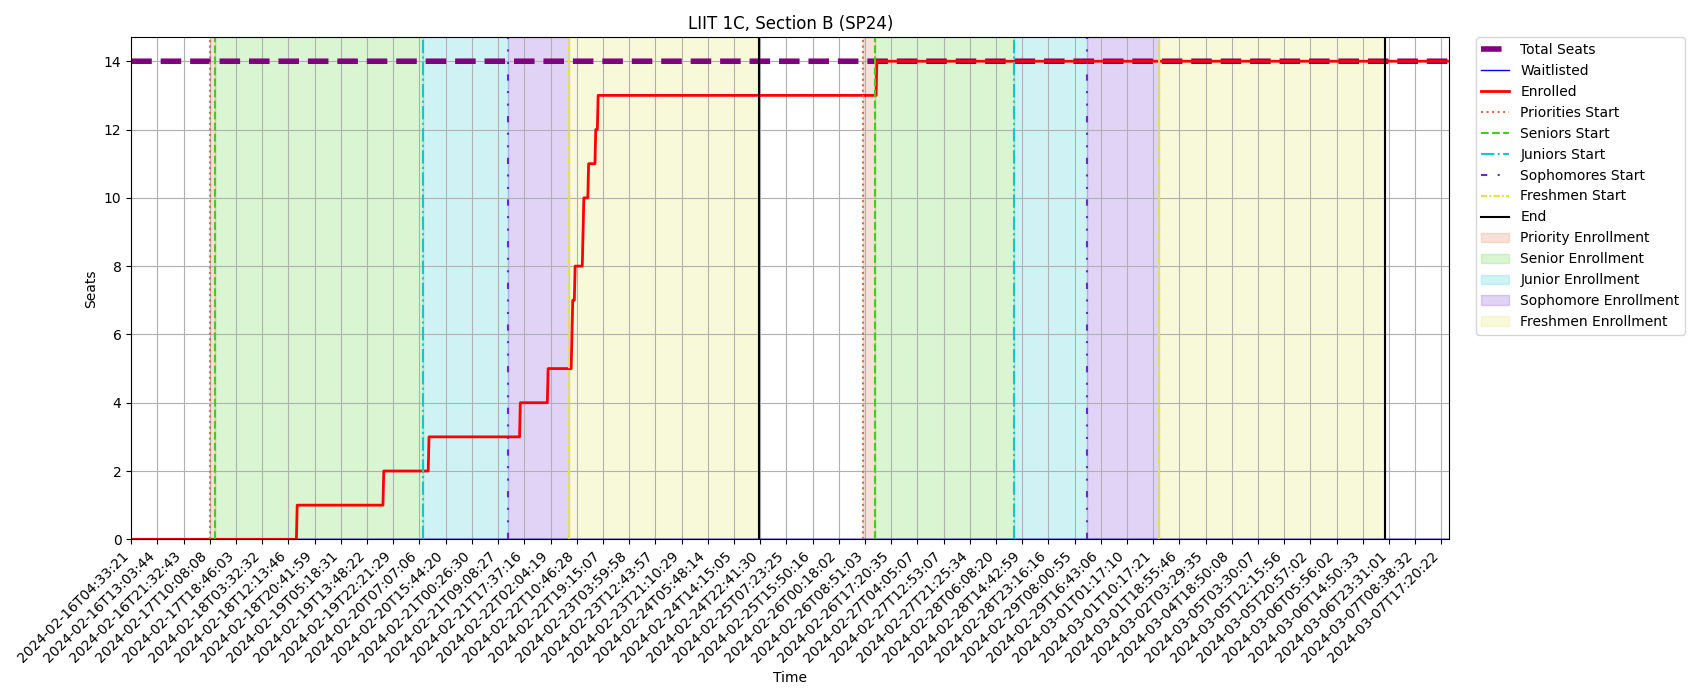 LIIT 1C, Section B (SP24)
Seats
14
12
10
8
6
4
2
0
2024-02-16T04:33:21
2024-02-16T13:03:44
2024-02-16T21:32:43
2024-02-17T10:08:08
2024-02-17T18:46:03
2024-02-18T03:32:32
2024-02-18T12:13:46
2024-02-18T20:41:59
2024-02-19T05:18:31
2024-02-19T13:48:22
2024-02-19T22:21:29
2024-02-20T07:07:06
2024-02-20T15:44:20
2024-02-21T00:26:30
2024-02-21T09:08:27
2024-02-21T17:37:16
2024-02-22T02:04:19
2024-02-22T10:46:28
2024-02-22T19:15:07
2024-02-23T03:59:58
2024-02-23T12:43:57
2024-02-23T21:10:29
2024-02-24T05:48:14
2024-02-24T14:15:05
2024-02-24T22:41:30
2024-02-25T07:23:25
2024-02-25T15:50:16
2024-02-26T00:18:02
2024-02-26T08:51:03
2024-02-26T17:20:35
2024-02-27T04:05:07
2024-02-27T12:53:07
2024-02-27T21:25:34
2024-02-28T06:08:20
2024-02-28T14:42:59
2024-02-28T23:16:16
2024-02-29T08:00:55
2024-02-29T16:43:06
2024-03-01T01:17:10
2024-03-01T10:17:21
2024-03-01T18:55:46
2024-03-02T03:29:35
2024-03-04T18:50:08
2024-03-05T03:30:07
2024-03-05T12:15:56
2024-03-05T20:57:02
2024-03-06T05:56:02
2024-03-06T14:50:33
2024-03-06T23:31:01
2024-03-07T08:38:32
2024-03-07T17:20:22
Time
Total Seats
Waitlisted
Enrolled
Priorities Start
Seniors Start
Juniors Start
Sophomores Start
Freshmen Start
End
Priority Enrollment
Senior Enrollment
Junior Enrollment
Sophomore Enrollment
Freshmen Enrollment